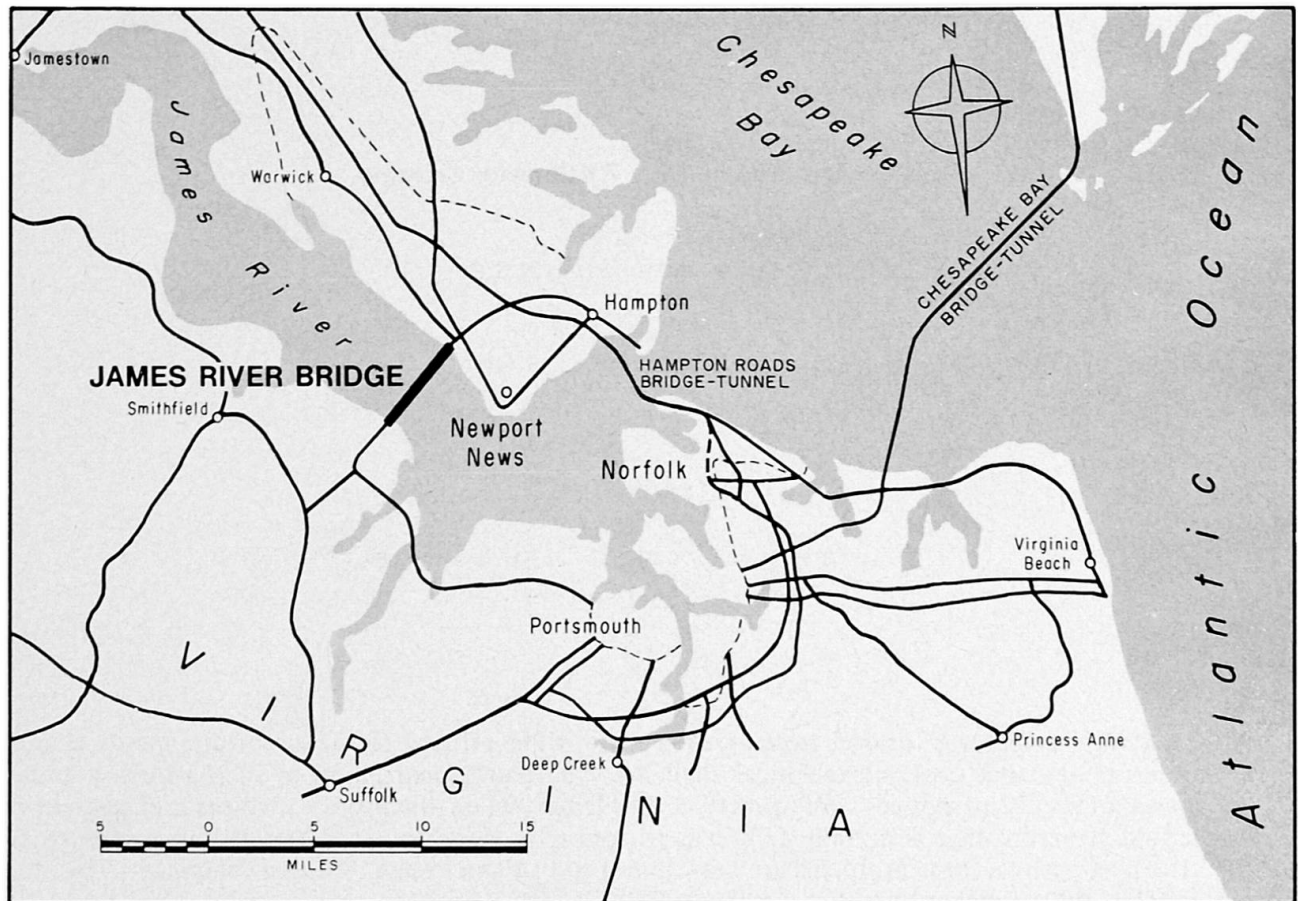 N
Jamestown
Chesapeake
Bay
James
River
Warwick
Atlantic Ocean
CHESAPEAKE BAY
BRIDGE-TUNNEL
Hampton
HAMPTON ROADS
BRIDGE-TUNNEL
JAMES RIVER BRIDGE
Smithfield
Newport
News
Norfolk
Virginia
Beach
Portsmouth
VIRGINIA
Princess Anne
Deep Creek
Suffolk
5 0 5 10 15
MILES